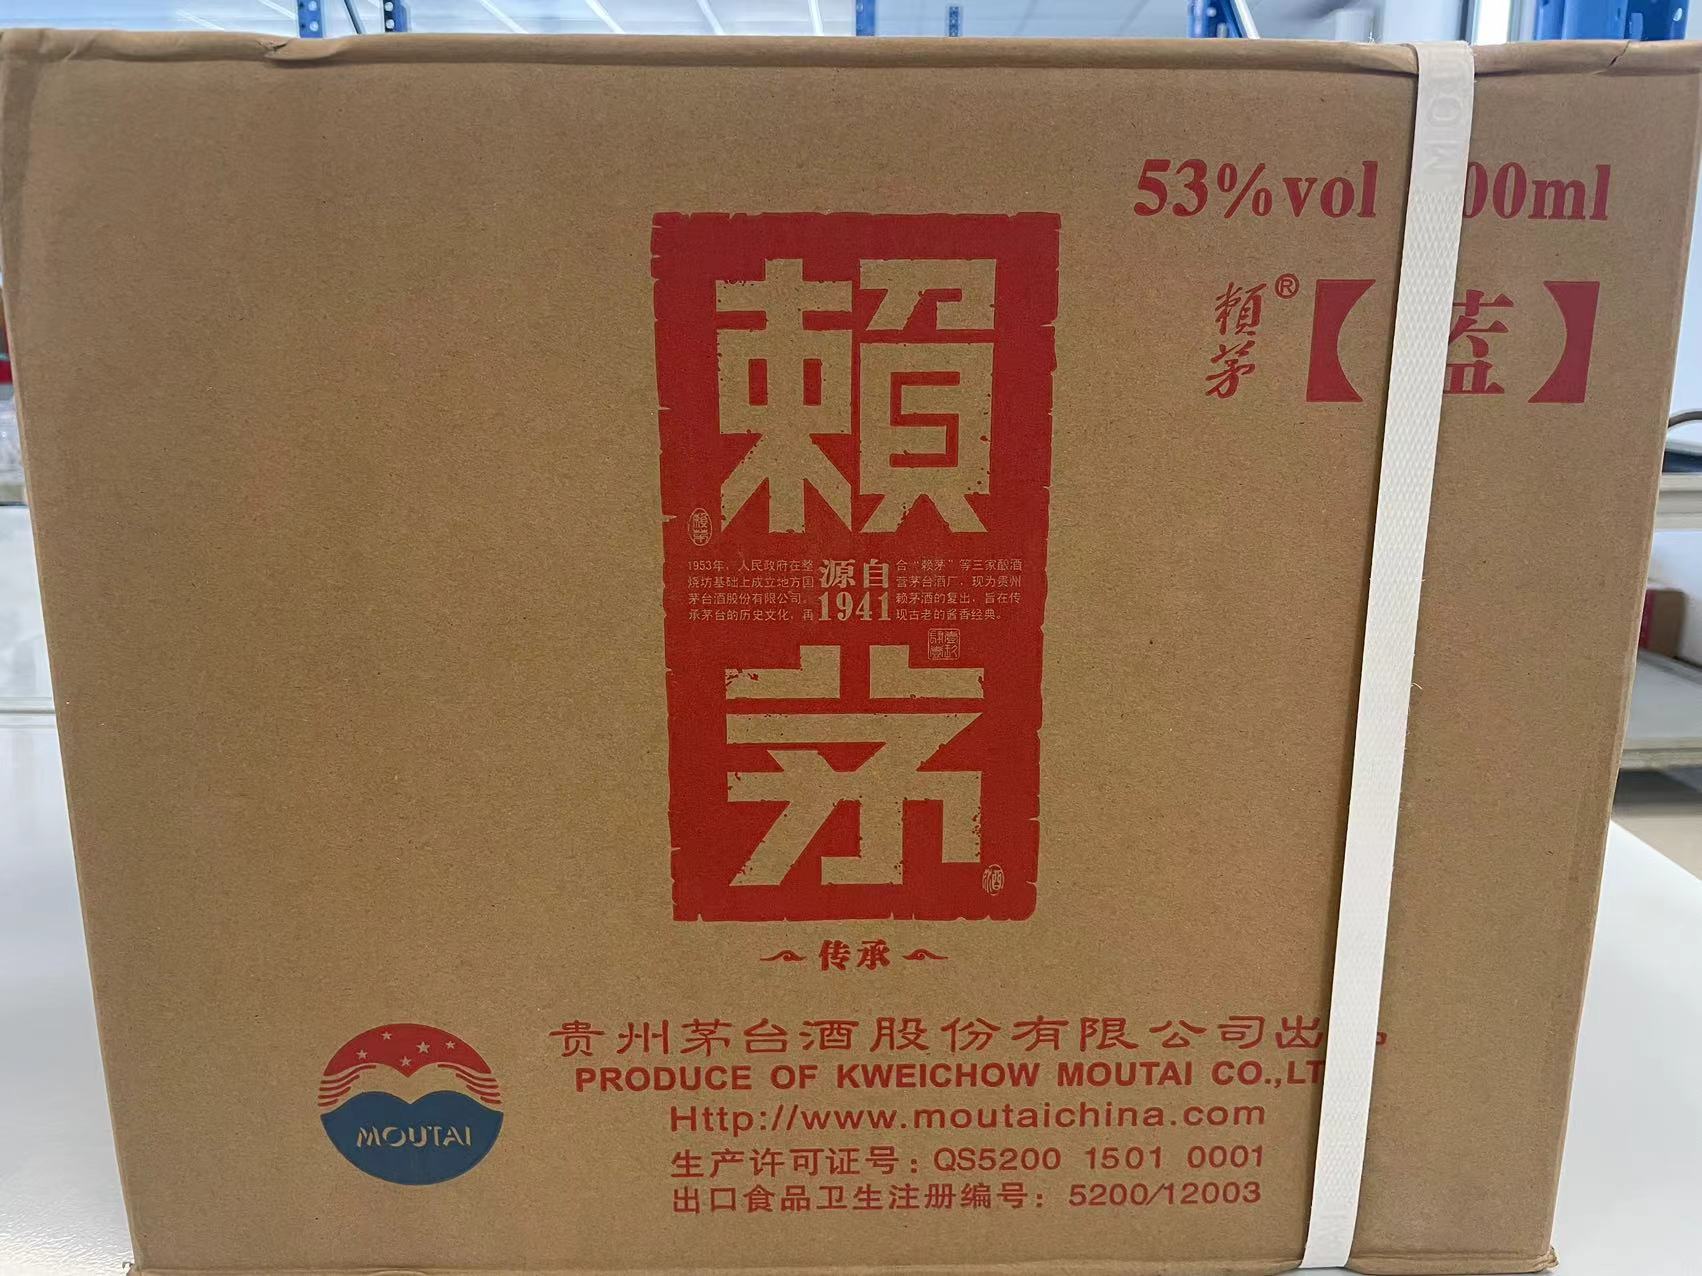 53%vol 00ml
賴茅® 【蓝】
賴
1953年,人民政府在整 源自 合“赖茅”等三家酿酒
烧坊基础上成立地方国 营茅台酒厂,现为贵州
茅台酒股份有限公司。 1941 赖茅酒的复出,旨在传
承茅台的历史文化,再 现古老的酱香经典。
茅
传承
贵州茅台酒股份有限公司出
PRODUCE OF KWEICHOW MOUTAI CO.,LT
Http://www.moutaichina.com
生产许可证号:QS5200 1501 0001
出口食品卫生注册编号:5200/12003
MOUTAI